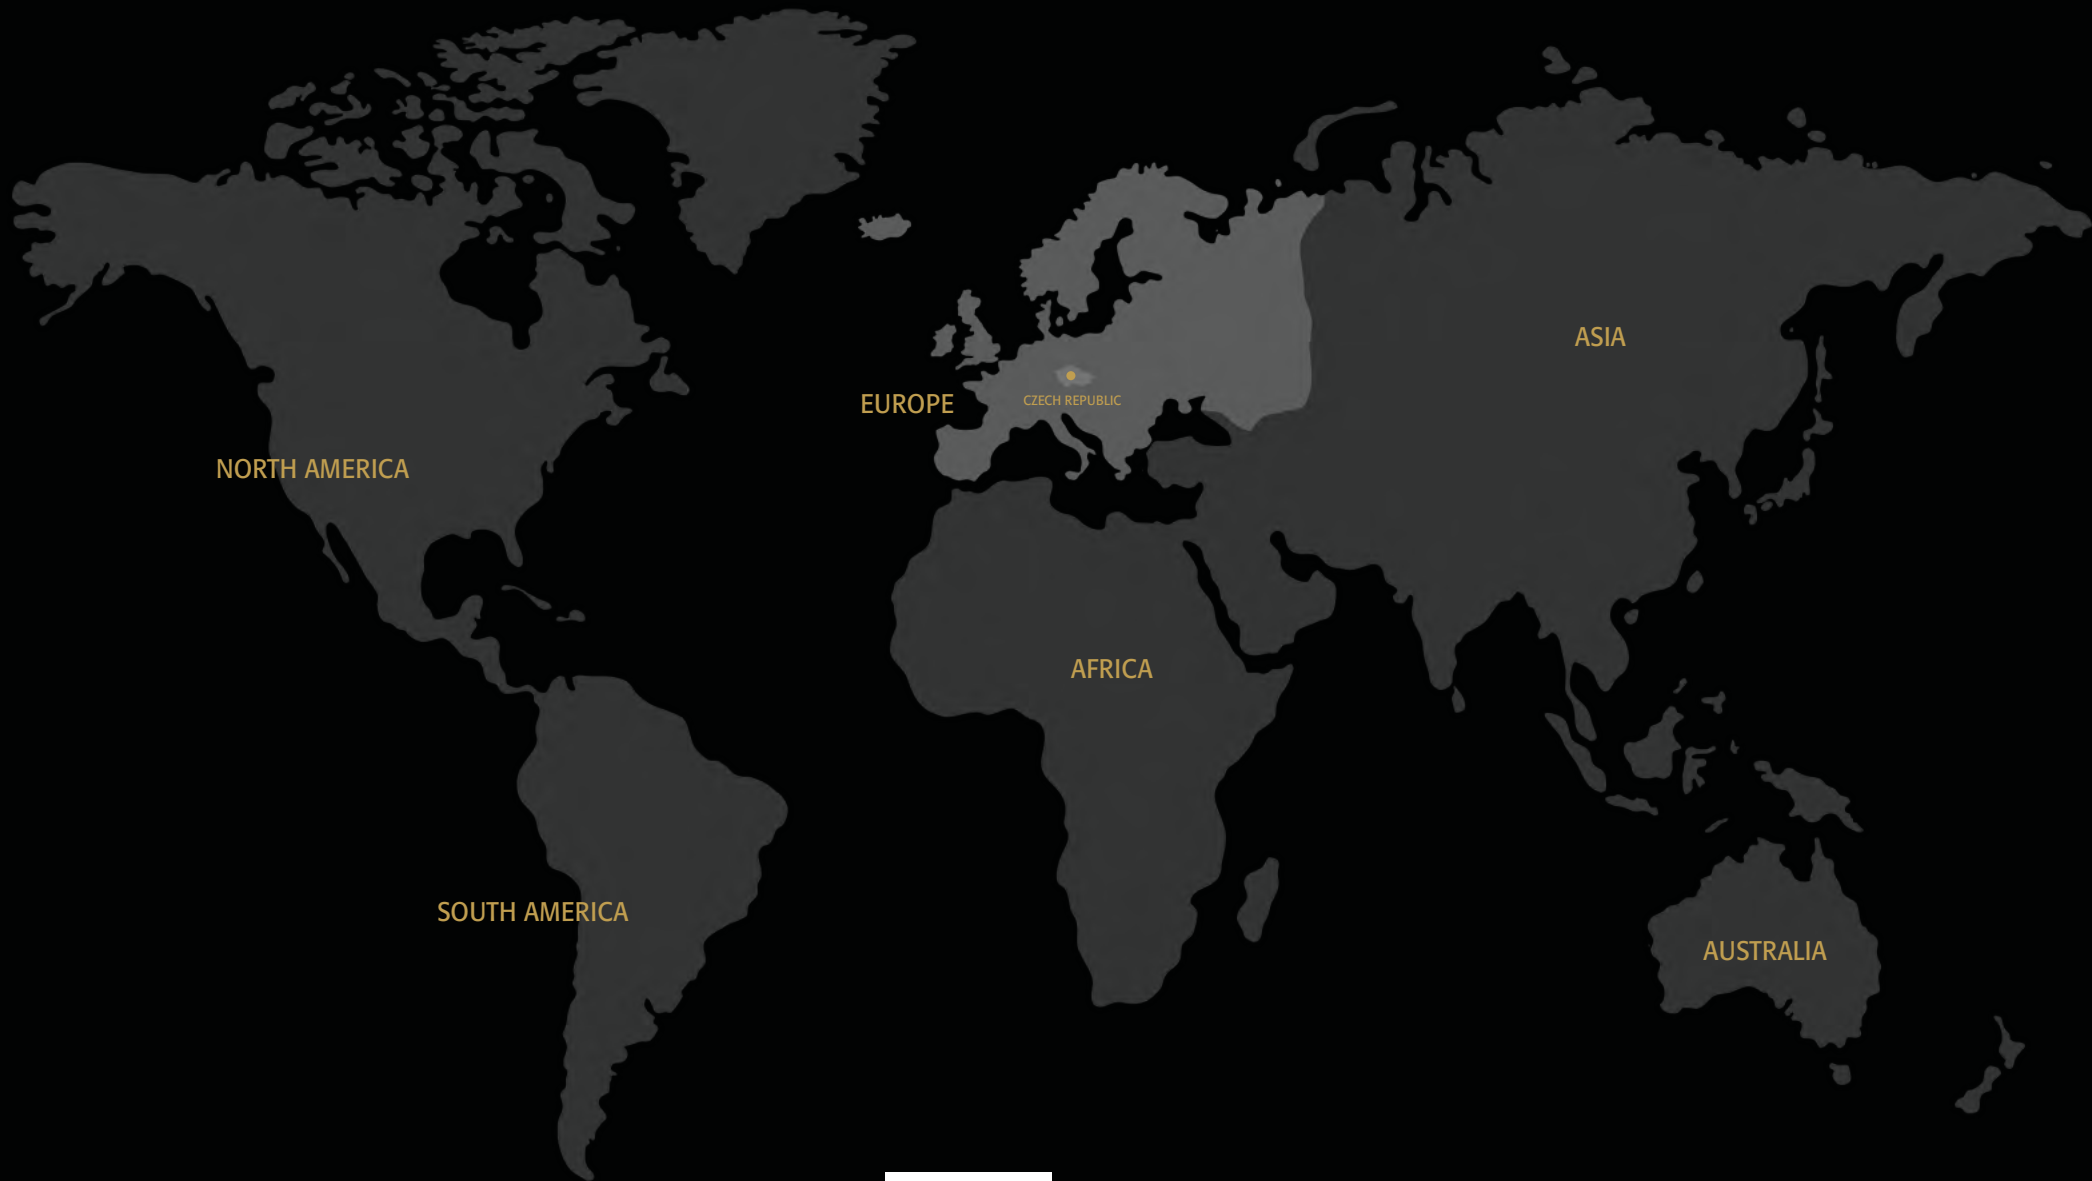 ASIA
EUROPE
CZECH REPUBLIC
NORTH AMERICA
AFRICA
SOUTH AMERICA
AUSTRALIA